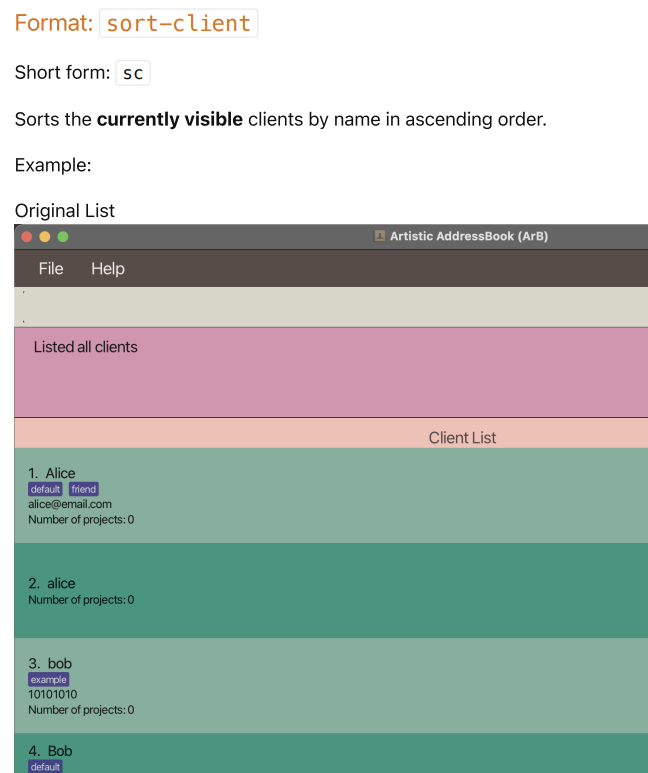 Format: sort-client
Short form: sc
Sorts the currently visible clients by name in ascending order.
Example:
Original List
Artistic AddressBook (ArB)
File Help
Listed all clients
Client List
1. Alice
default friend
alice@email.com
Number of projects: 0
2. alice
Number of projects: 0
3. bob
example
10101010
Number of projects: 0
4. Bob
default